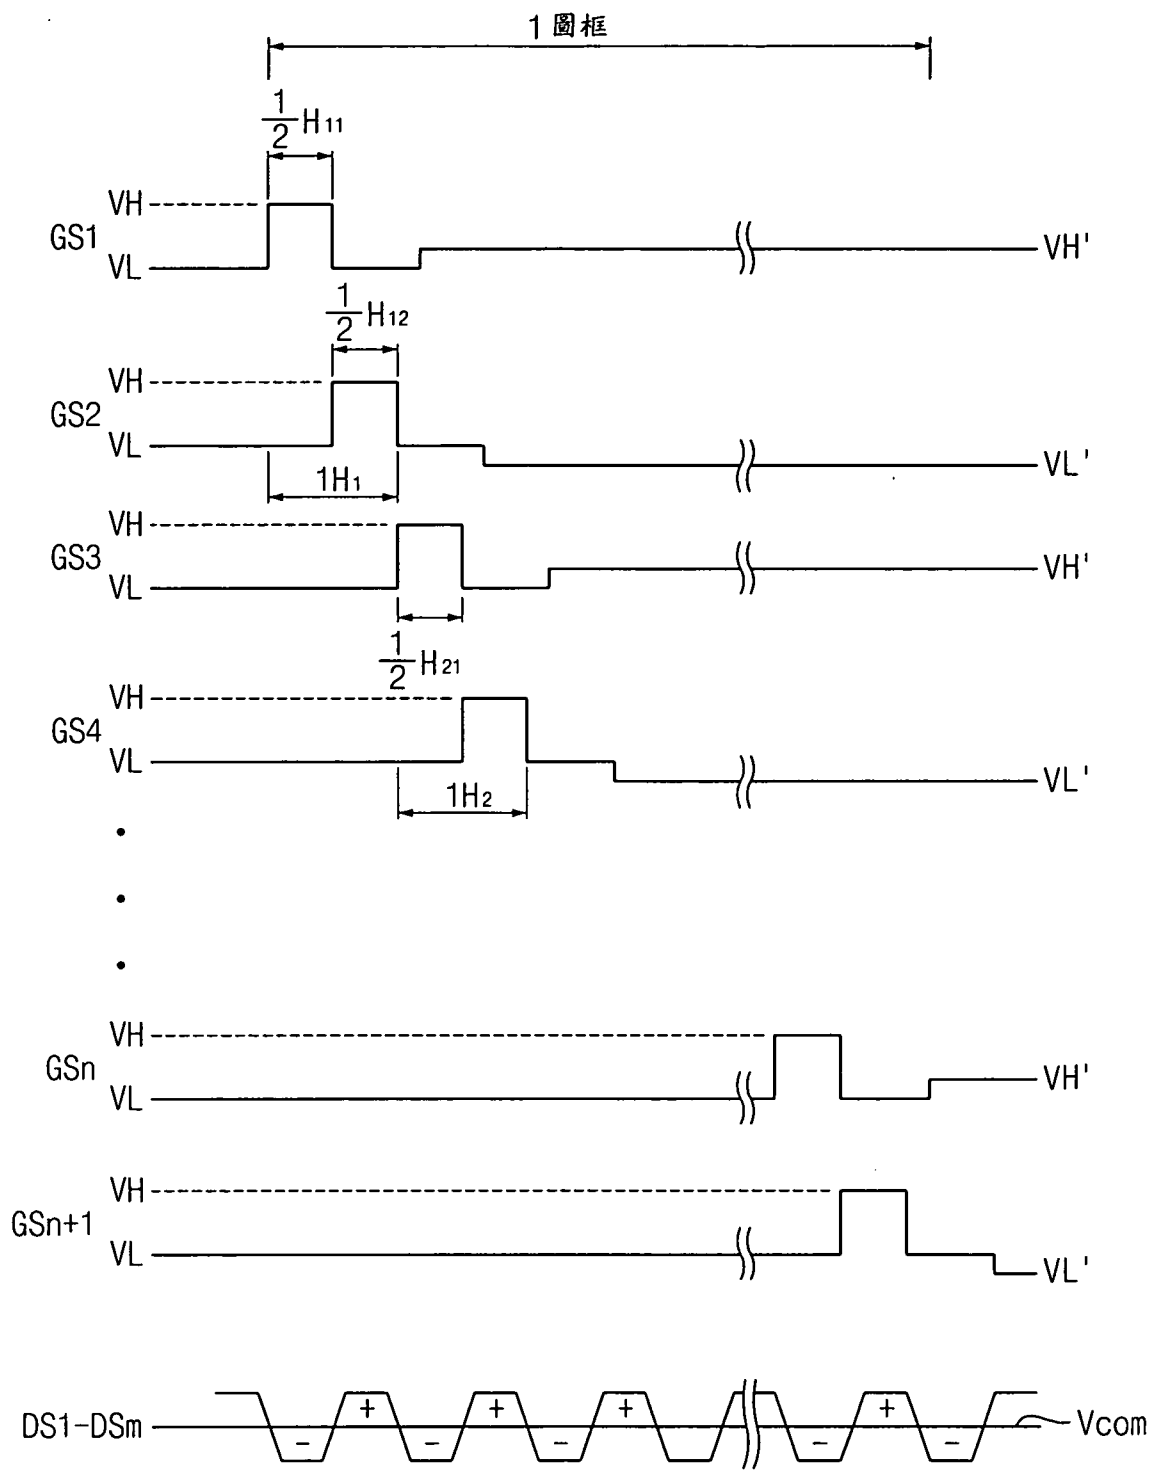 1 圖框
1/2 H11
VH
GS1
VL
VH'
1/2 H12
VH
GS2
VL
VL'
1H1
VH
GS3
VL
VH'
1/2 H21
VH
GS4
VL
VL'
1H2
VH
GSn
VL
VH'
VH
GSn+1
VL
VL'
+ + + +
DS1-DSm
Vcom
- - - - -